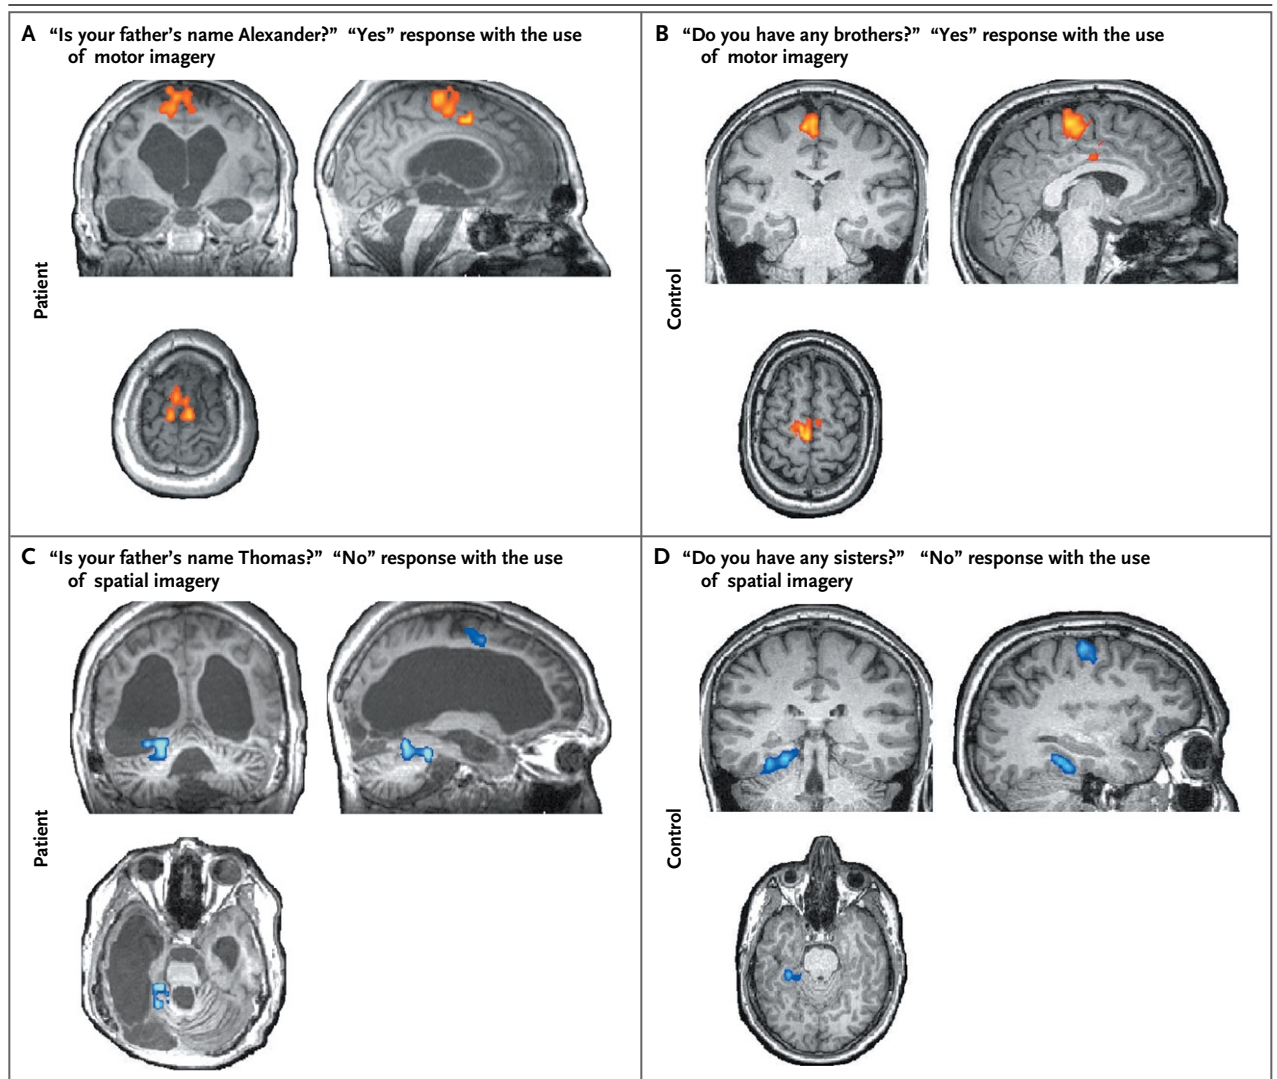 A "Is your father's name Alexander?" "Yes" response with the use
of motor imagery
Patient
B "Do you have any brothers?" "Yes" response with the use
of motor imagery
Control
C "Is your father's name Thomas?" "No" response with the use
of spatial imagery
Patient
D "Do you have any sisters?" "No" response with the use
of spatial imagery
Control